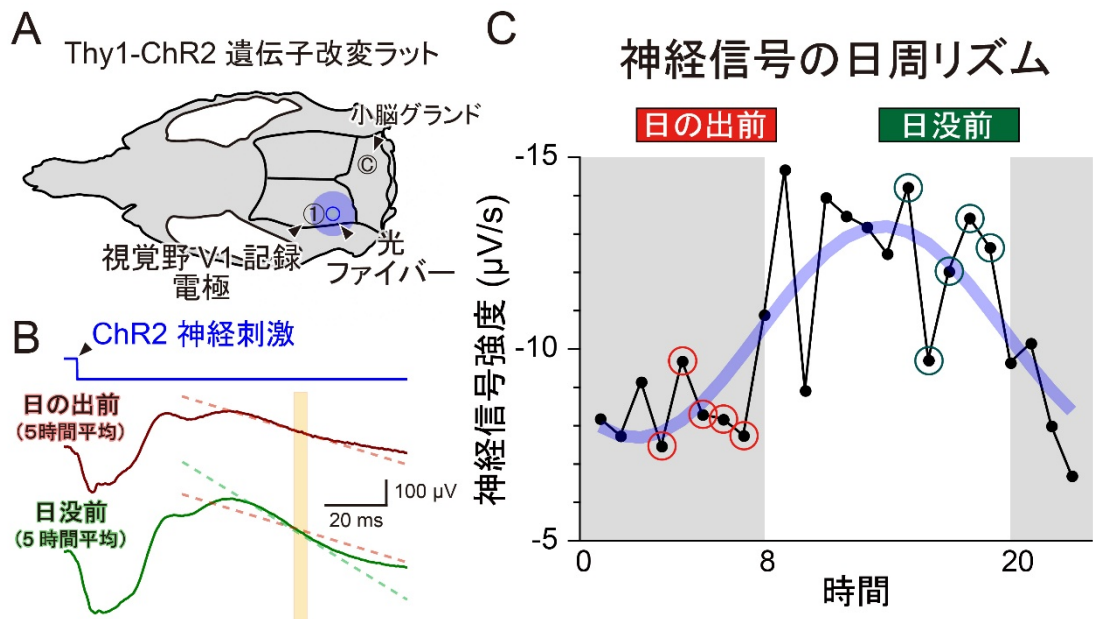 A
Thy1-ChR2 遺伝子改変ラット
小脳グランド
C
1
視覚野 V1 記録
電極
光
ファイバー
B
ChR2 神経刺激
日の出前
(5時間平均)
日没前
(5時間平均)
100 µV
20 ms
C
神経信号の日周リズム
日の出前
日没前
神経信号強度 (µV/s)
-15
-10
-5
0
8
20
時間